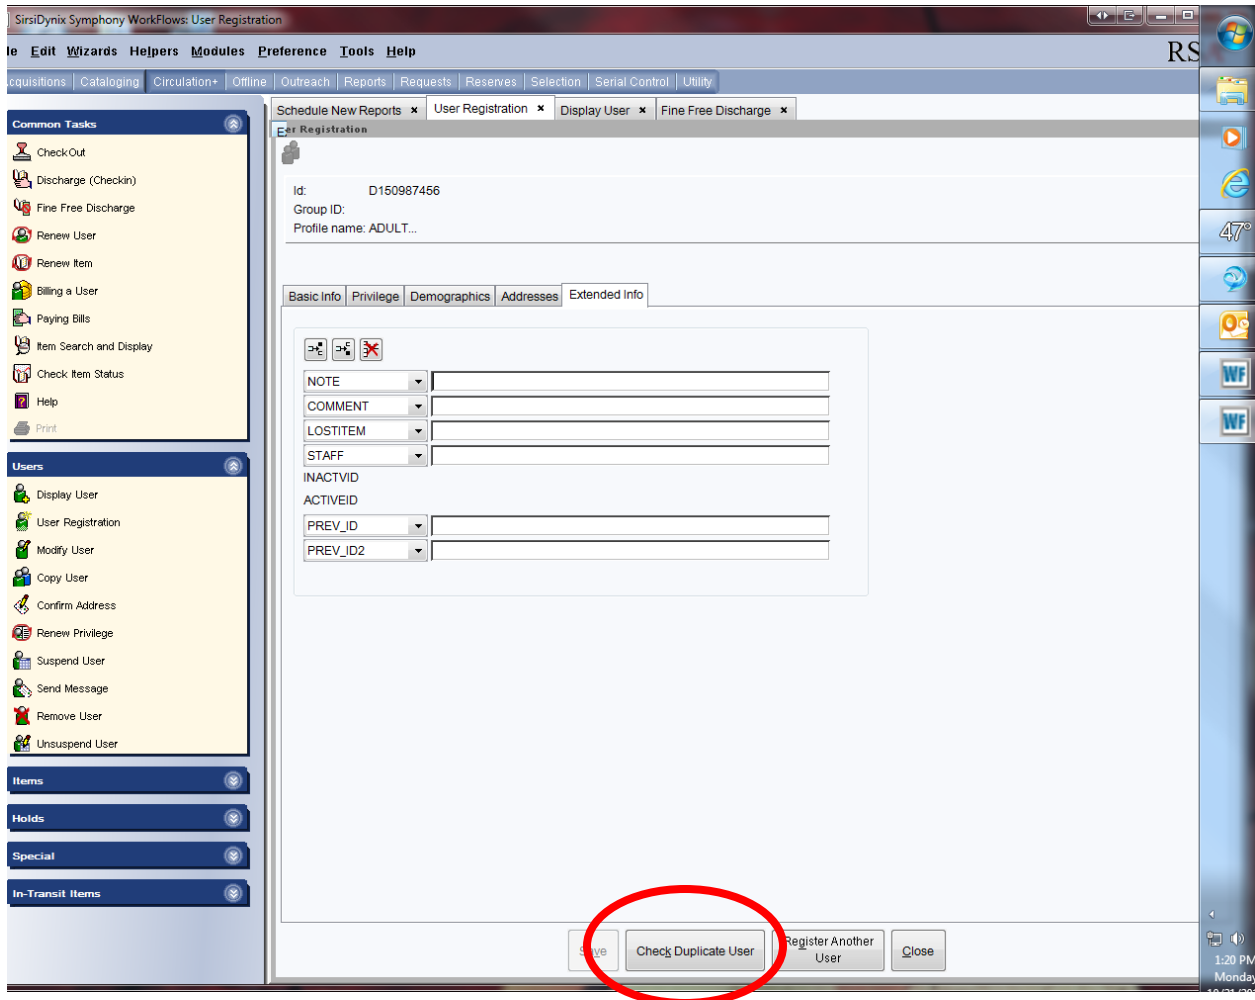 SirsiDynix Symphony WorkFlows: User Registration
le Edit Wizards Helpers Modules Preference Tools Help
RS
cquisitions Cataloging Circulation+ Offline Outreach Reports Requests Reserves Selection Serial Control Utility
Schedule New Reports × User Registration × Display User × Fine Free Discharge ×
Eer Registration
Common Tasks
CheckOut
Discharge (Checkin)
Fine Free Discharge
Renew User
Renew Item
Billing a User
Paying Bills
Item Search and Display
Check Item Status
Help
Print
Users
Display User
User Registration
Modify User
Copy User
Confirm Address
Renew Privilege
Suspend User
Send Message
Remove User
Unsuspend User
Items
Holds
Special
In-Transit Items
Id: D150987456
Group ID:
Profile name: ADULT...
Basic Info Privilege Demographics Addresses Extended Info
NOTE
COMMENT
LOSTITEM
STAFF
INACTVID
ACTIVEID
PREV_ID
PREV_ID2
Check Duplicate User
Register Another
User
Close
47°
WF
WF
1:20 PM
Monday